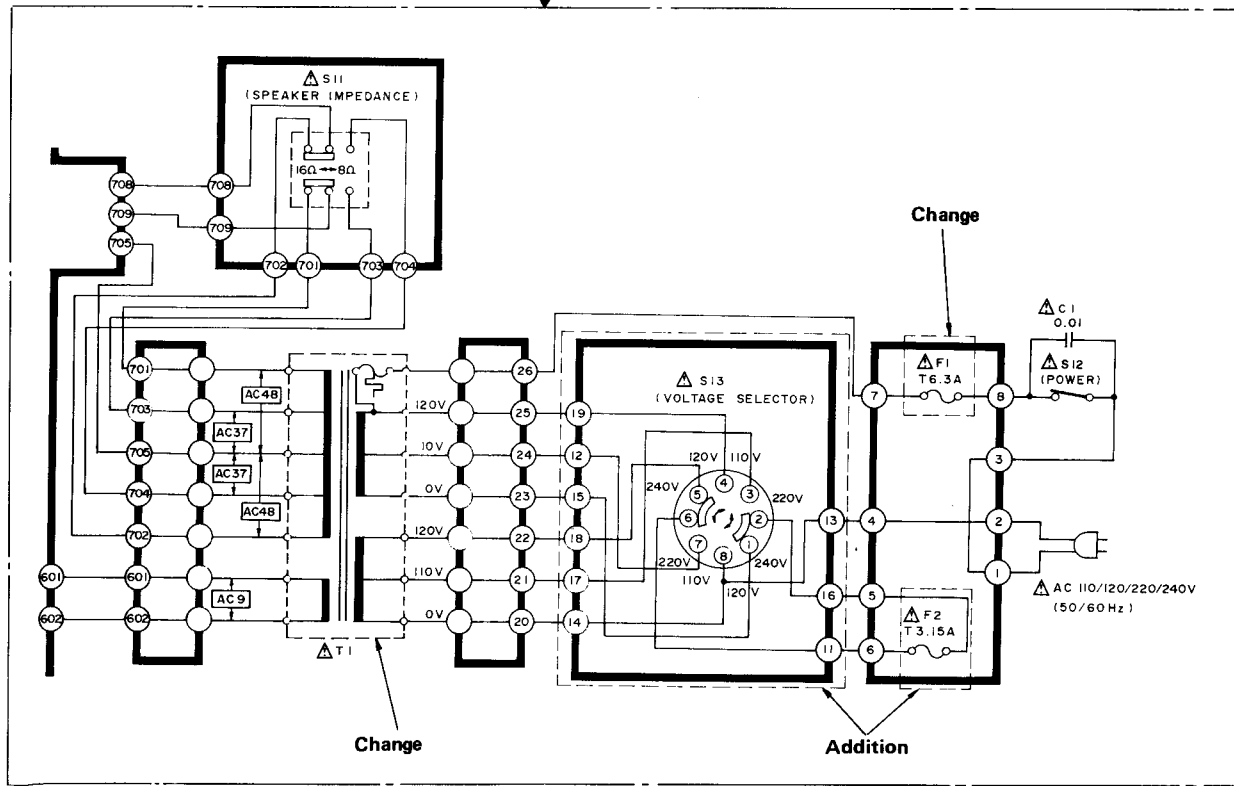 ⚠ S11
(SPEAKER IMPEDANCE)
16Ω ↔ 8Ω
708
709
705
708
709
702
701
703
704
Change
⚠ C1
0.01
⚠ S12
(POWER)
⚠ F1
T6.3A
7
8
3
4
2
1
5
6
⚠ F2
T3.15A
⚠ AC 110/120/220/240V
(50/60Hz)
701
703
705
704
702
601
601
602
602
AC48
AC37
AC37
AC48
AC9
⚠ T1
Change
120V
10V
0V
120V
110V
0V
26
25
24
23
22
21
20
⚠ S13
(VOLTAGE SELECTOR)
19
12
15
18
17
14
13
16
11
120V
110V
240V
220V
220V
110V
120V
240V
4
5
3
6
2
7
1
8
Addition